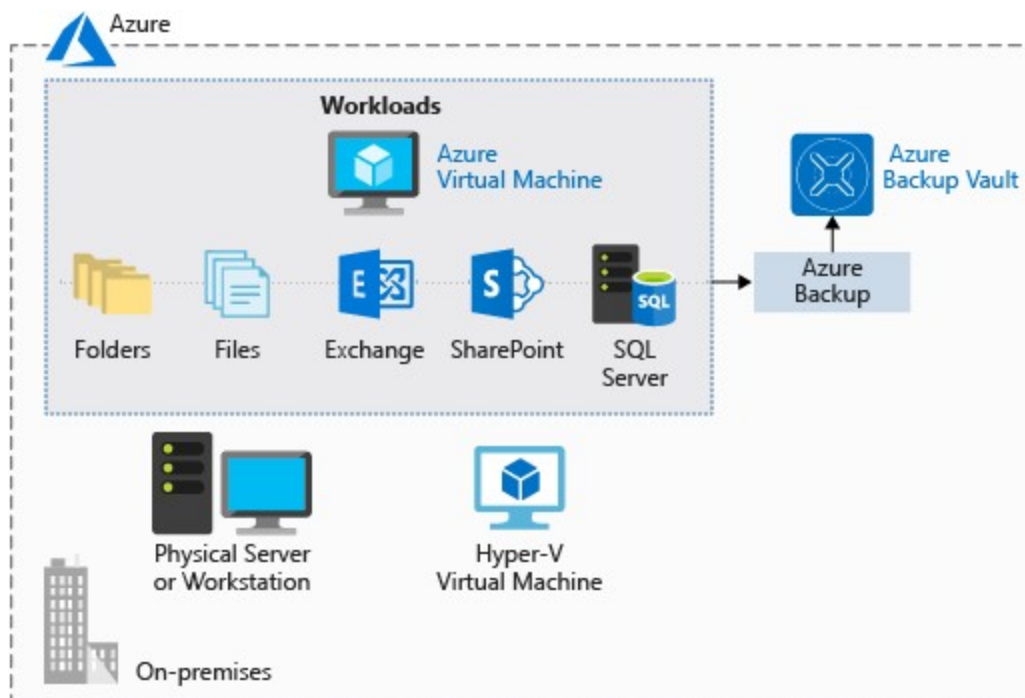 Azure
Workloads
Azure
Virtual Machine
Azure
Backup Vault
Folders
Files
E
Exchange
S
SharePoint
SQL
SQL
Server
Azure
Backup
Physical Server
or Workstation
Hyper-V
Virtual Machine
On-premises